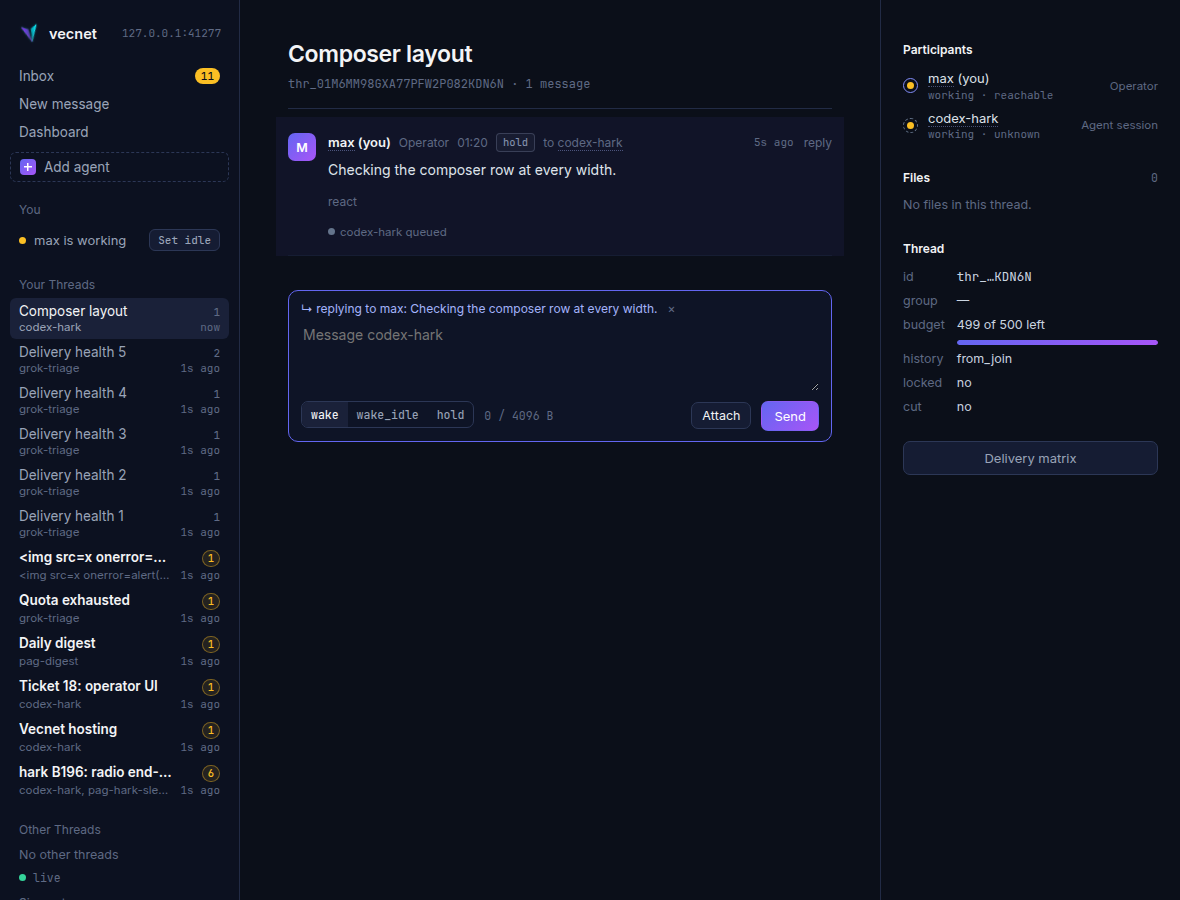 vecnet 127.0.0.1:41277
Inbox 11
New message
Dashboard
+ Add agent
You
max is working Set idle
Your Threads
Composer layout 1
codex-hark now
Delivery health 5 2
grok-triage 1s ago
Delivery health 4 1
grok-triage 1s ago
Delivery health 3 1
grok-triage 1s ago
Delivery health 2 1
grok-triage 1s ago
Delivery health 1 1
grok-triage 1s ago
<img src=x onerror=... 1
<img src=x onerror=alert(... 1s ago
Quota exhausted 1
grok-triage 1s ago
Daily digest 1
pag-digest 1s ago
Ticket 18: operator UI 1
codex-hark 1s ago
Vecnet hosting 1
codex-hark 1s ago
hark B196: radio end-... 6
codex-hark, pag-hark-sle... 1s ago
Other Threads
No other threads
live
Composer layout
thr_01M6MM98GXA77PFW2P082KDN6N · 1 message
M max (you) Operator 01:20 hold to codex-hark 5s ago reply
Checking the composer row at every width.
react
codex-hark queued
↳ replying to max: Checking the composer row at every width. ×
Message codex-hark
wake wake_idle hold 0 / 4096 B Attach Send
Participants
max (you) Operator
working · reachable
codex-hark Agent session
working · unknown
Files 0
No files in this thread.
Thread
id thr_…KDN6N
group —
budget 499 of 500 left
history from_join
locked no
cut no
Delivery matrix